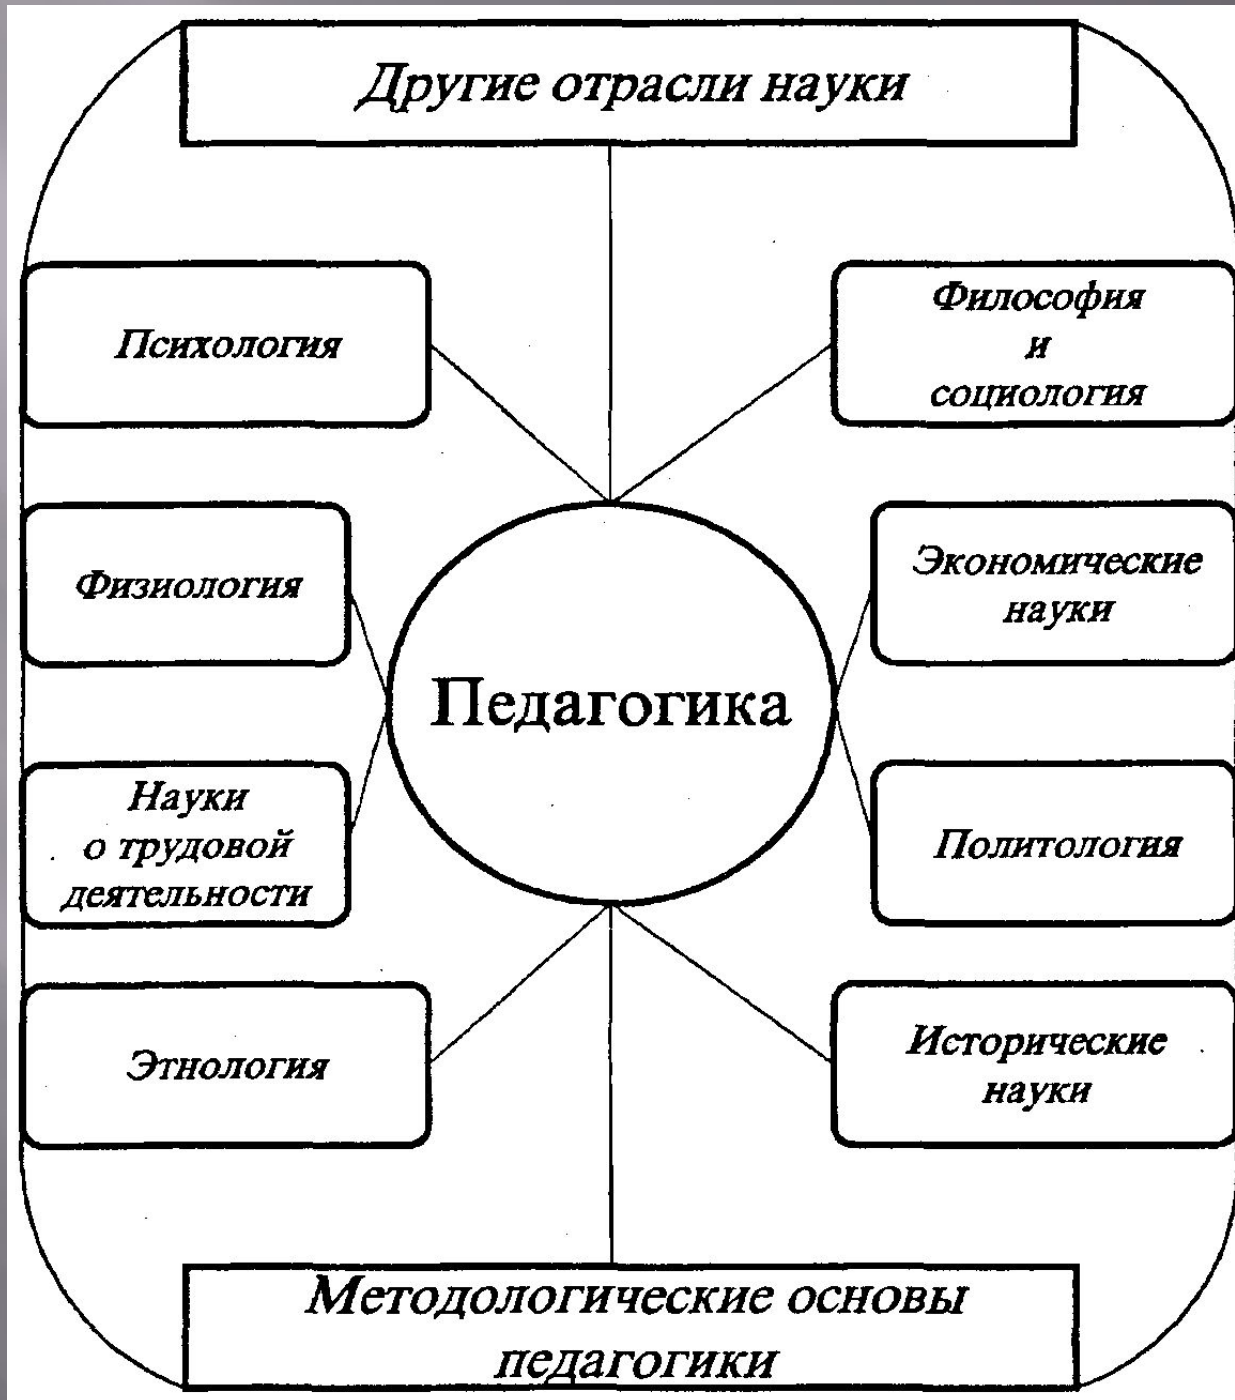 Другие отрасли науки
Психология
Философия
и
социология
Физиология
Экономические
науки
Педагогика
Науки
о трудовой
деятельности
Политология
Этнология
Исторические
науки
Методологические основы
педагогики